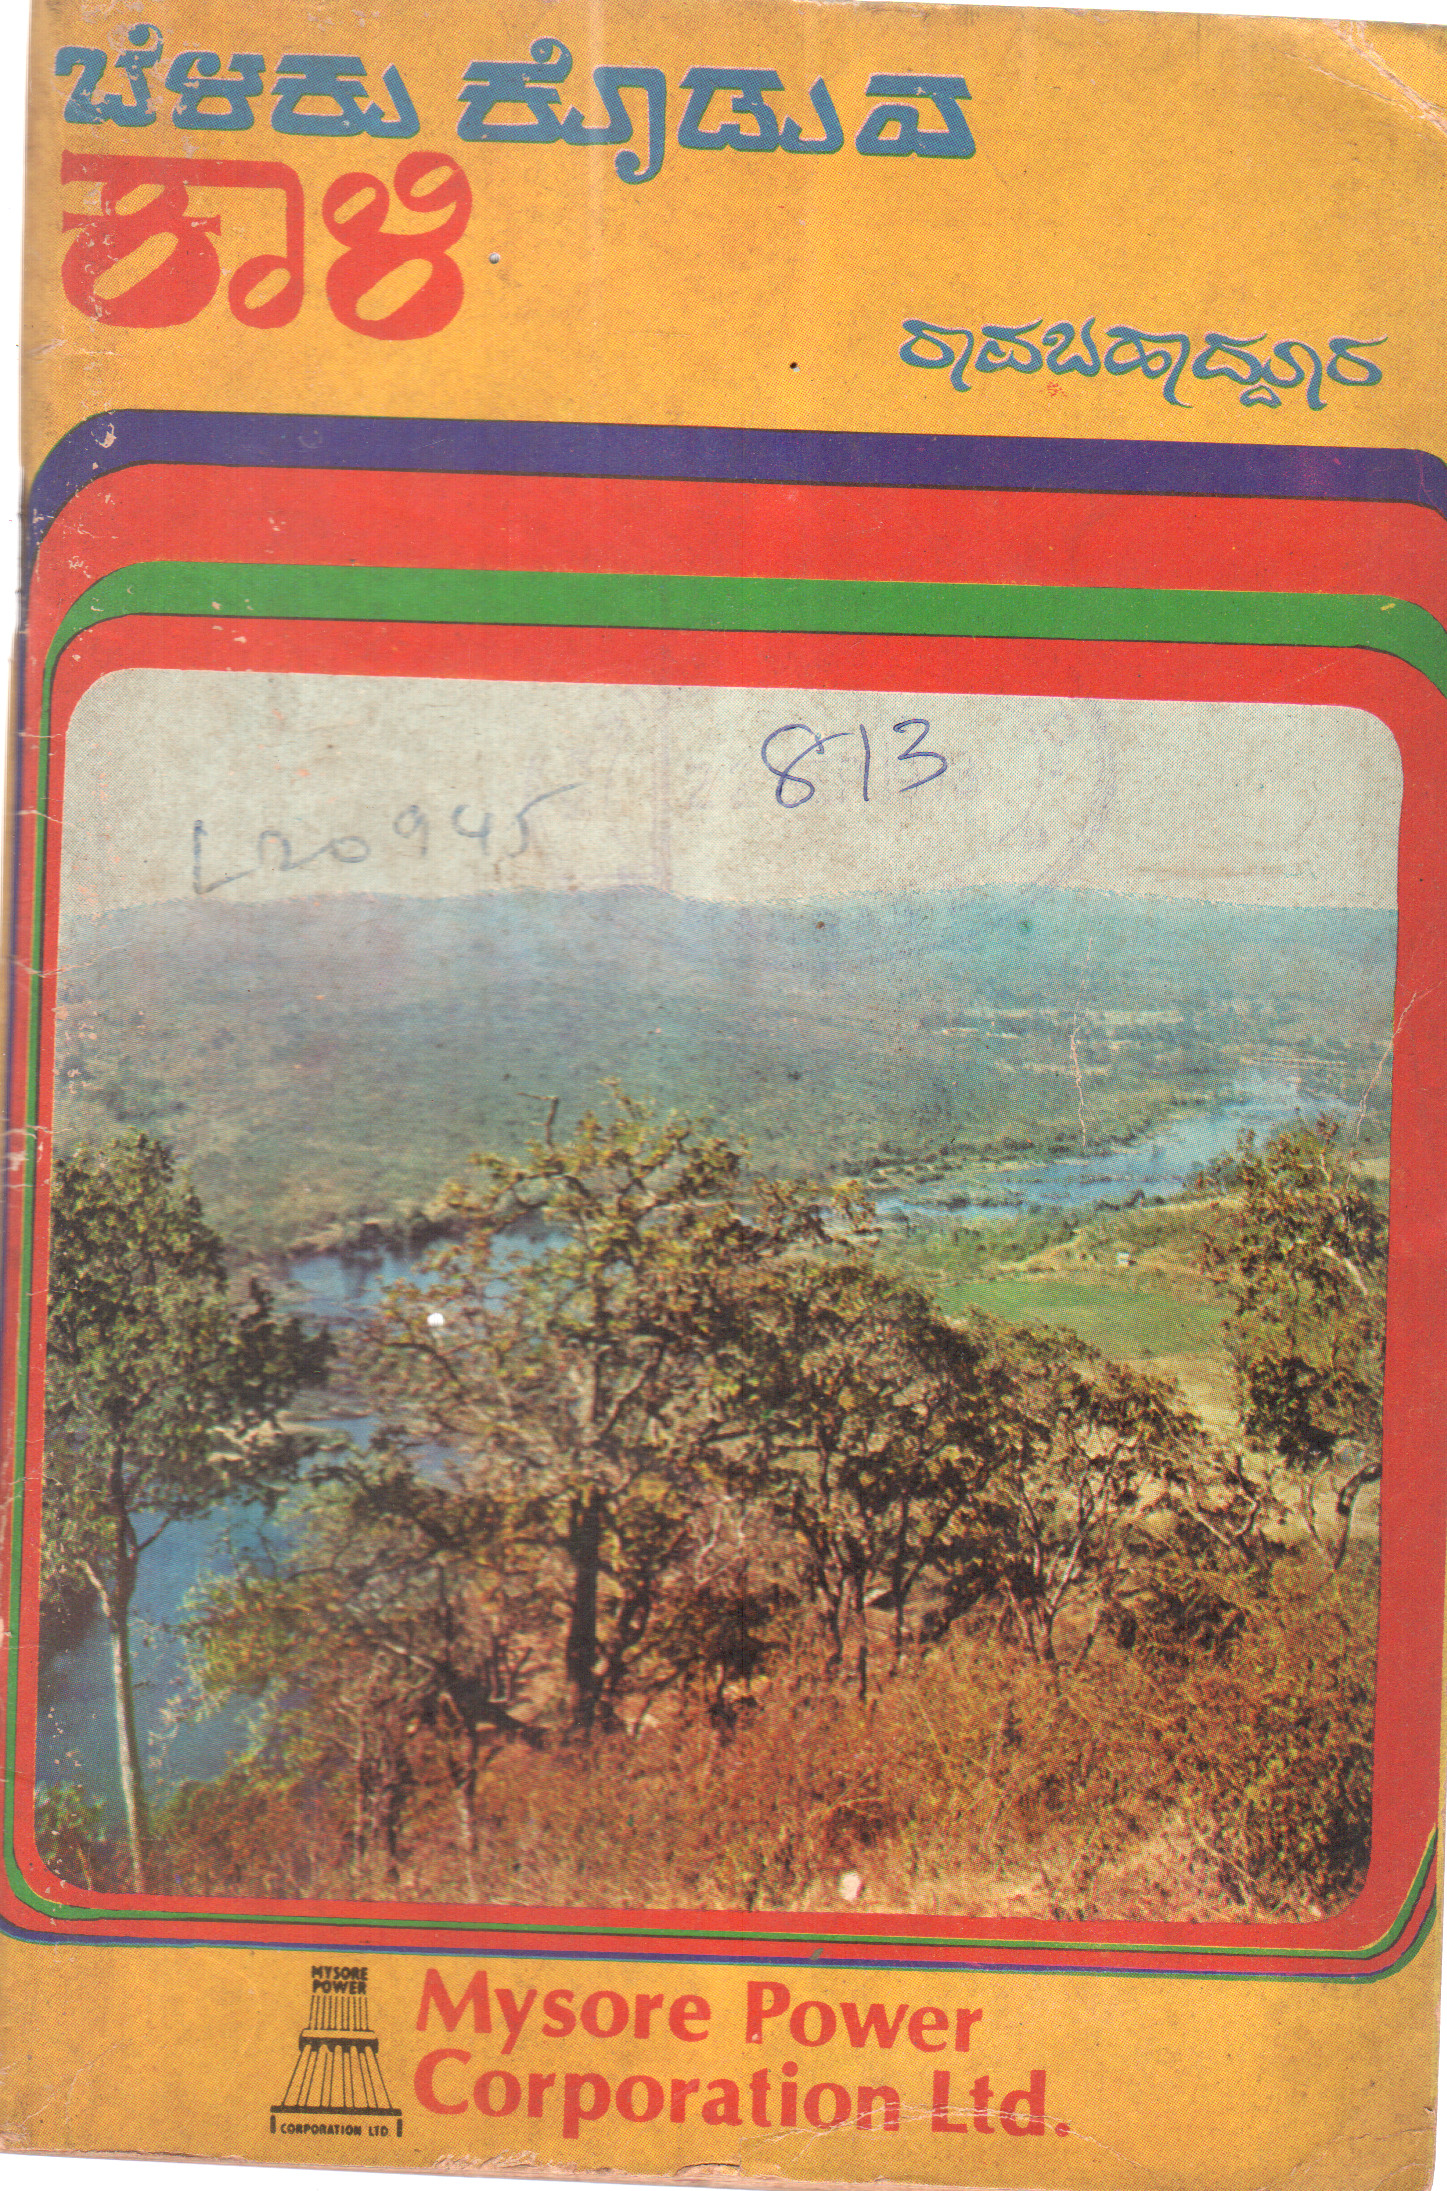 ಬೆಳಕು ಕೊಡುವ
ಕಾಳಿ
ರಾವಬಹಾದ್ದೂರ
813
L20945
MYSORE
POWER
CORPORATION LTD
Mysore Power
Corporation Ltd.